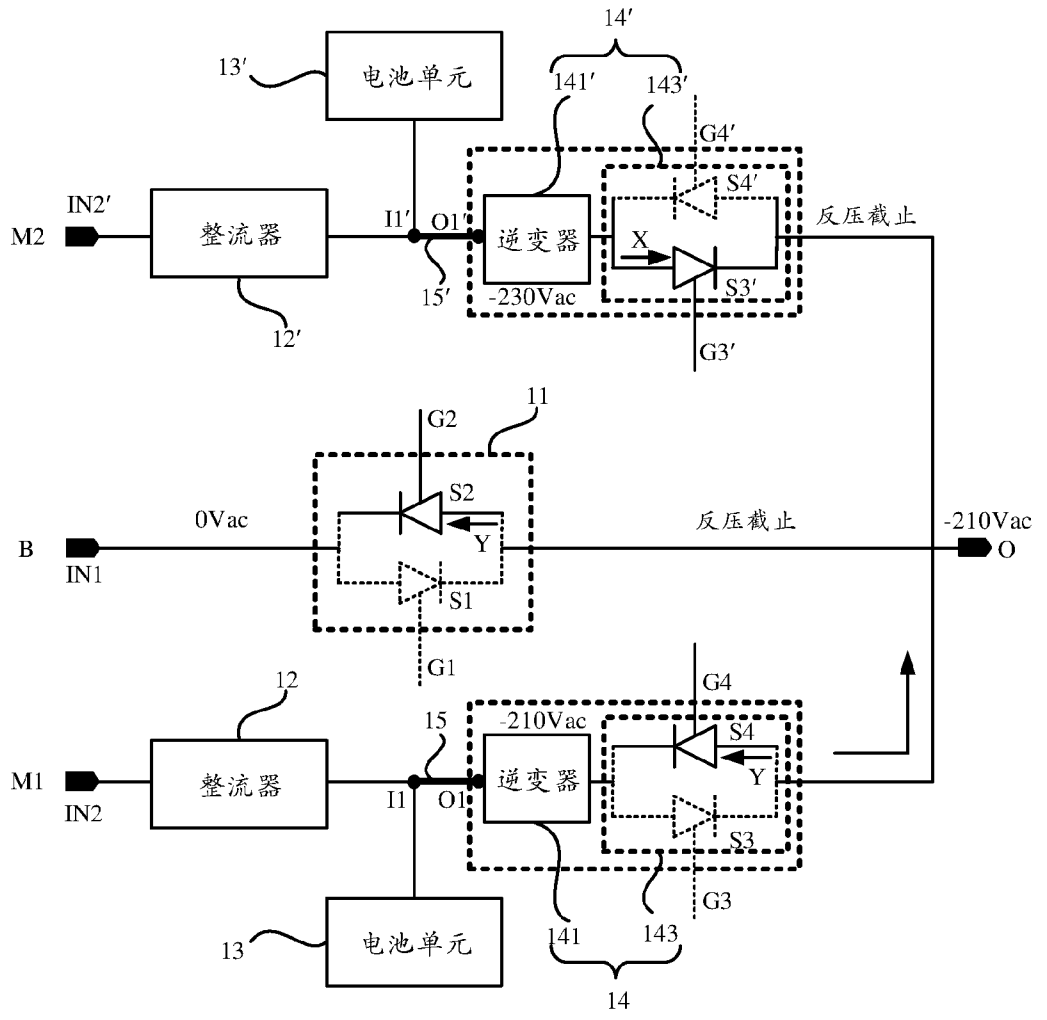 14′
13′
电池单元
141′
143′
G4′
IN2′
M2
整流器
I1′
O1′
逆变器
S4′
X
S3′
反压截止
15′
-230Vac
12′
G3′
11
G2
S2
0Vac
Y
反压截止
-210Vac
B
IN1
O
S1
G1
12
G4
15
-210Vac
S4
M1
IN2
整流器
I1
O1
逆变器
Y
S3
G3
13
电池单元
141
143
14